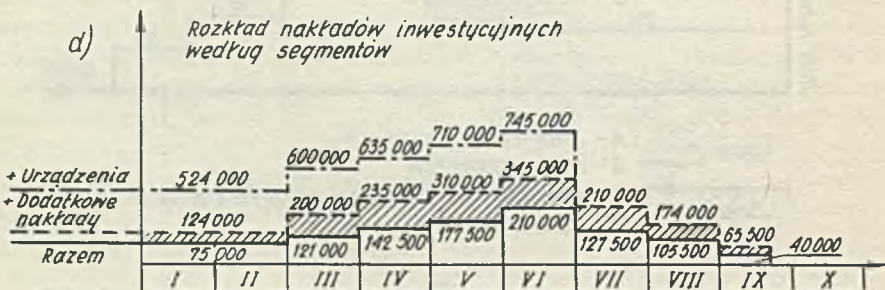 d)
Rozkład nakładów inwestycyjnych
według segmentów
745 000
710 000
635 000
600 000
+ Urządzenia
524 000
345 000
310 000
235 000
200 000
210 000
+ Dodatkowe
nakłady
124 000
174 000
210 000
65 500
177 500
142 500
127 500
121 000
105 500
40 000
Razem
75 000
I II III IV V VI VII VIII IX X